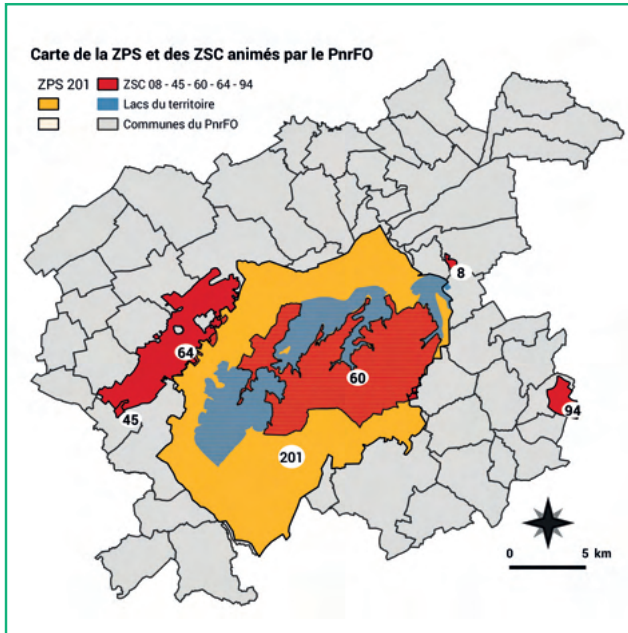 Carte de la ZPS et des ZSC animés par le PnrFO
ZPS 201
ZSC 08 - 45 - 60 - 64 - 94
Lacs du territoire
Communes du PnrFO
8
64
60
94
45
201
0 5 km